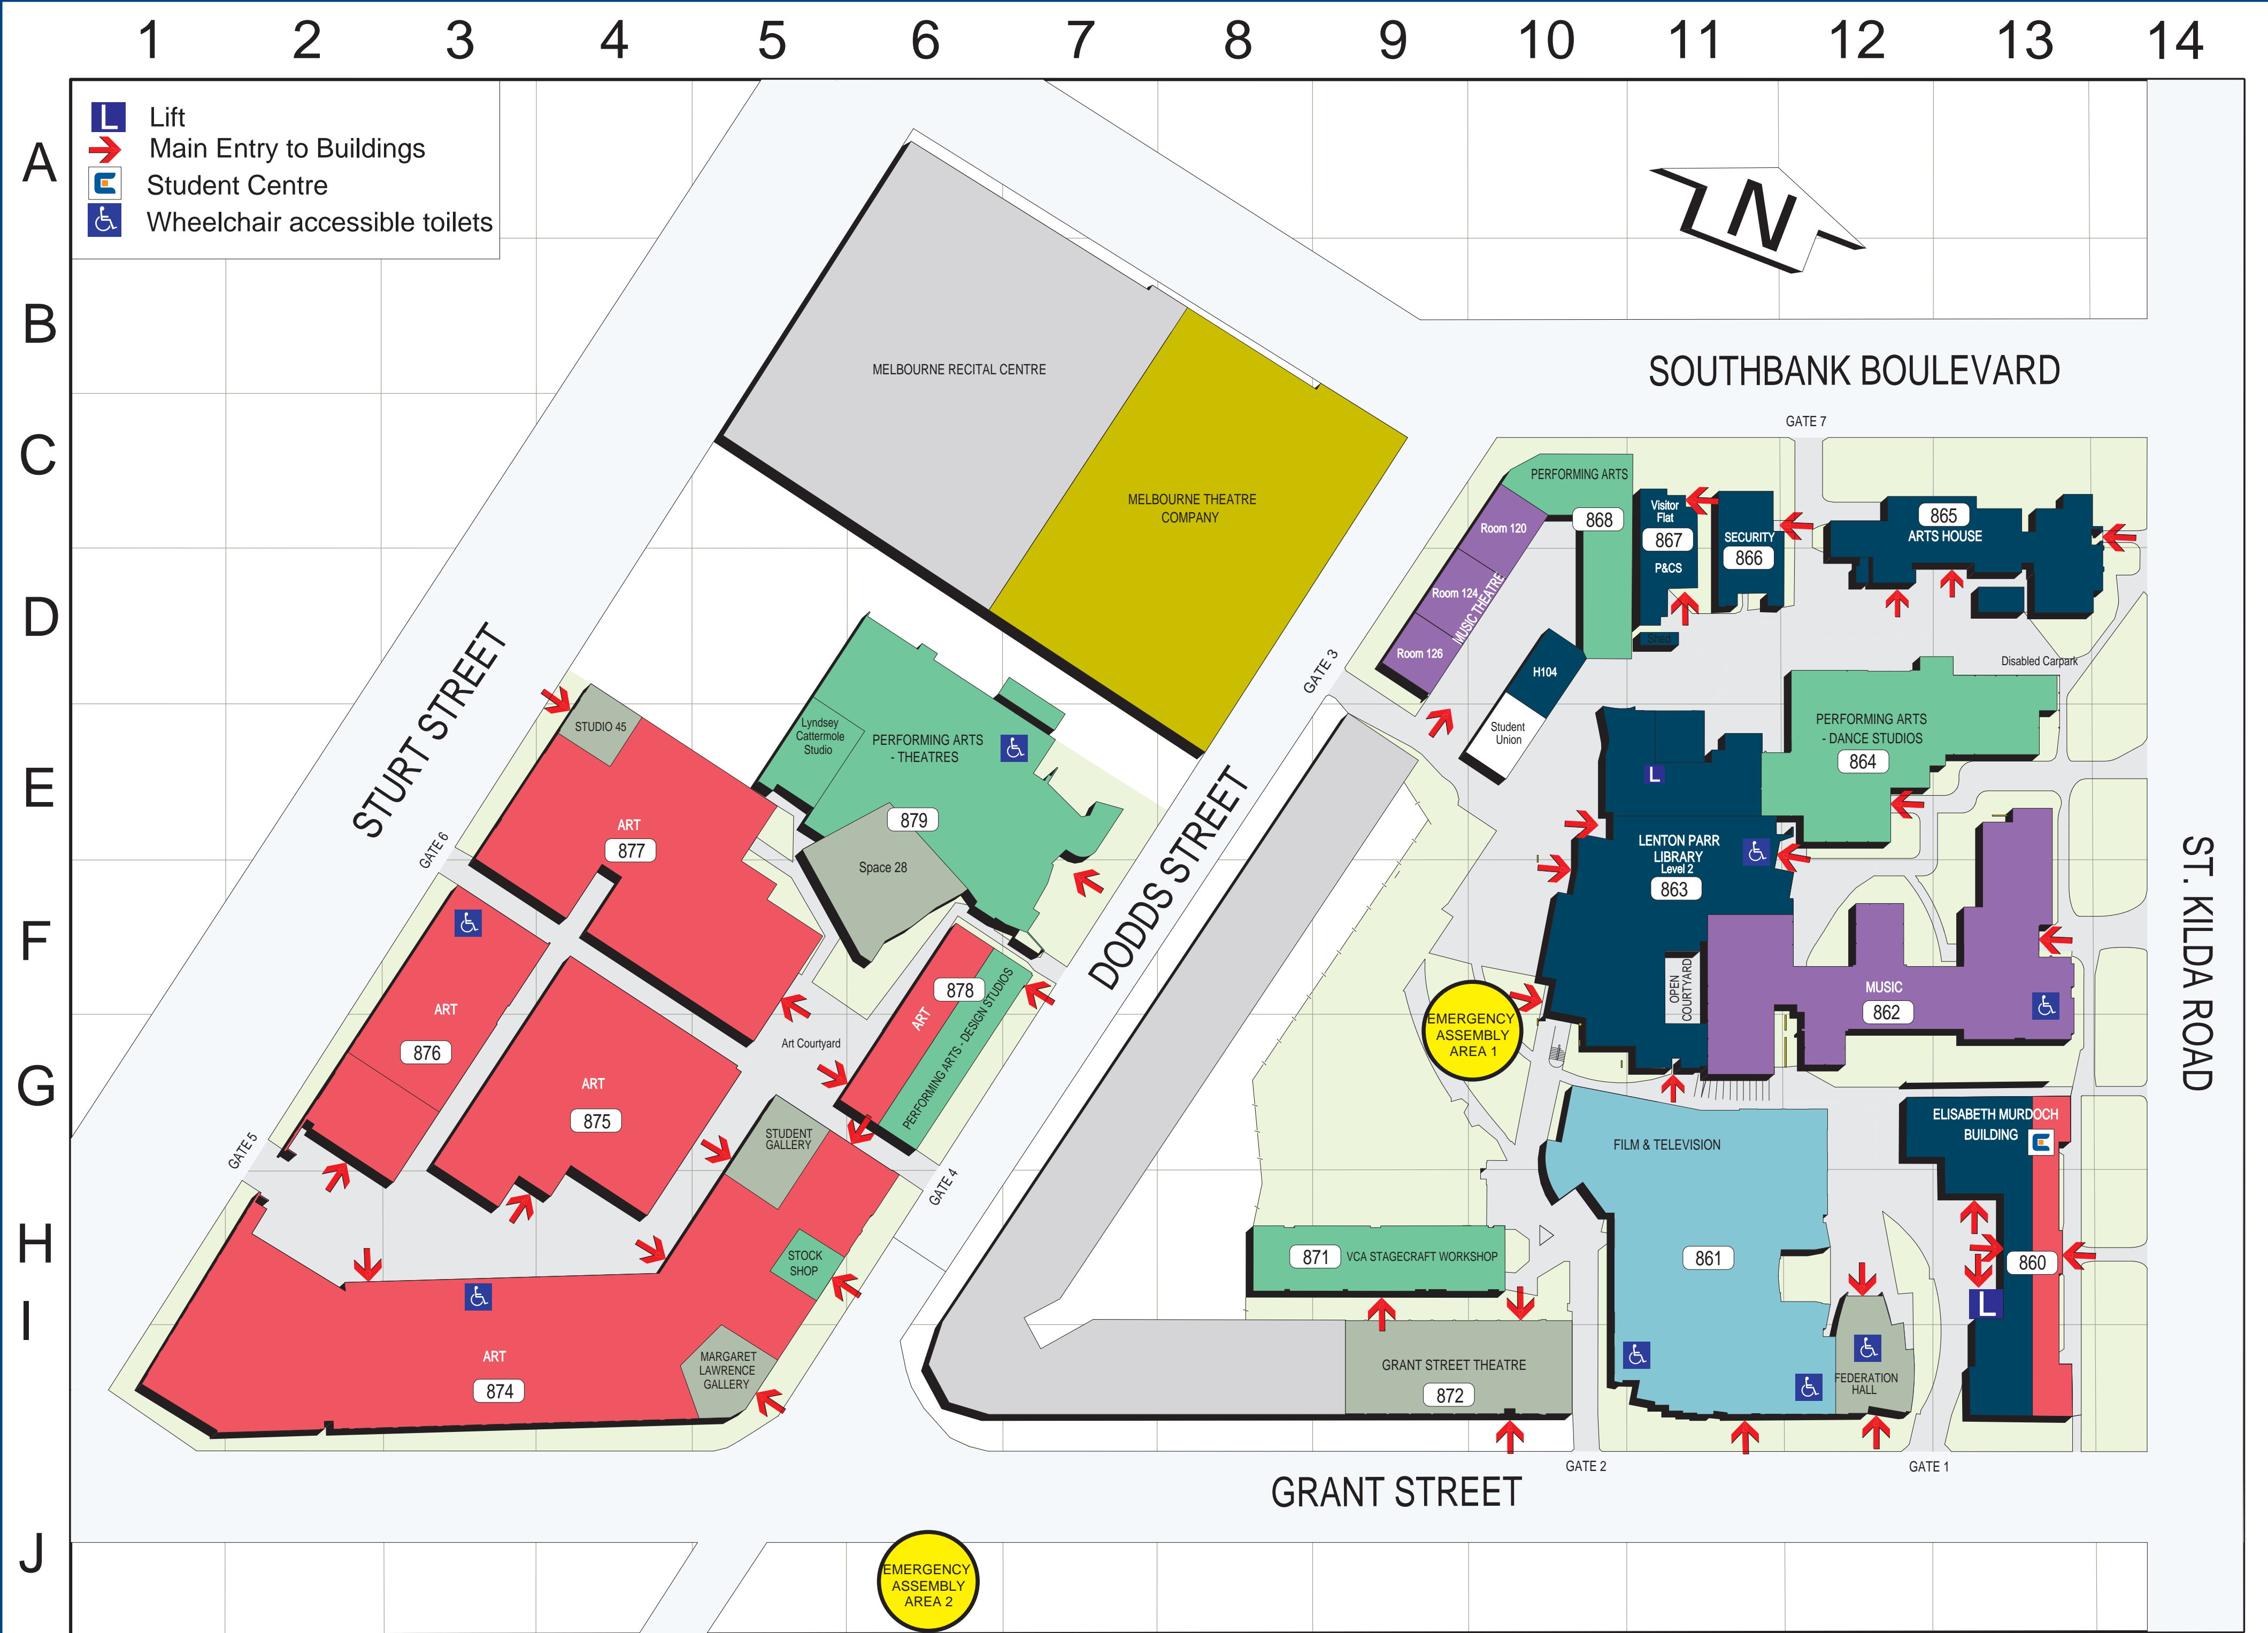 1 2 3 4 5 6 7 8 9 10 11 12 13 14
A
B
C
D
E
F
G
H
I
J
L Lift
Main Entry to Buildings
Student Centre
Wheelchair accessible toilets
N
MELBOURNE RECITAL CENTRE
MELBOURNE THEATRE
COMPANY
SOUTHBANK BOULEVARD
GATE 7
PERFORMING ARTS
868
Room 120
Room 124
Room 126
MUSIC THEATRE
Visitor
Flat
867
P&CS
Shed
SECURITY
866
865
ARTS HOUSE
Disabled Carpark
H104
Student
Union
GATE 3
STURT STREET
STUDIO 45
ART
877
GATE 6
Lyndsey
Cattermole
Studio
PERFORMING ARTS
- THEATRES
879
Space 28
DODDS STREET
PERFORMING ARTS
- DANCE STUDIOS
864
L
LENTON PARR
LIBRARY
Level 2
863
OPEN
COURTYARD
MUSIC
862
ST. KILDA ROAD
ART
876
ART
875
GATE 5
Art Courtyard
ART
878
PERFORMING ARTS - DESIGN STUDIOS
EMERGENCY
ASSEMBLY
AREA 1
STUDENT
GALLERY
GATE 4
STOCK
SHOP
ART
874
MARGARET
LAWRENCE
GALLERY
871
VCA STAGECRAFT WORKSHOP
GRANT STREET THEATRE
872
FILM & TELEVISION
861
FEDERATION
HALL
ELISABETH MURDOCH
BUILDING
860
L
GATE 2
GATE 1
GRANT STREET
EMERGENCY
ASSEMBLY
AREA 2